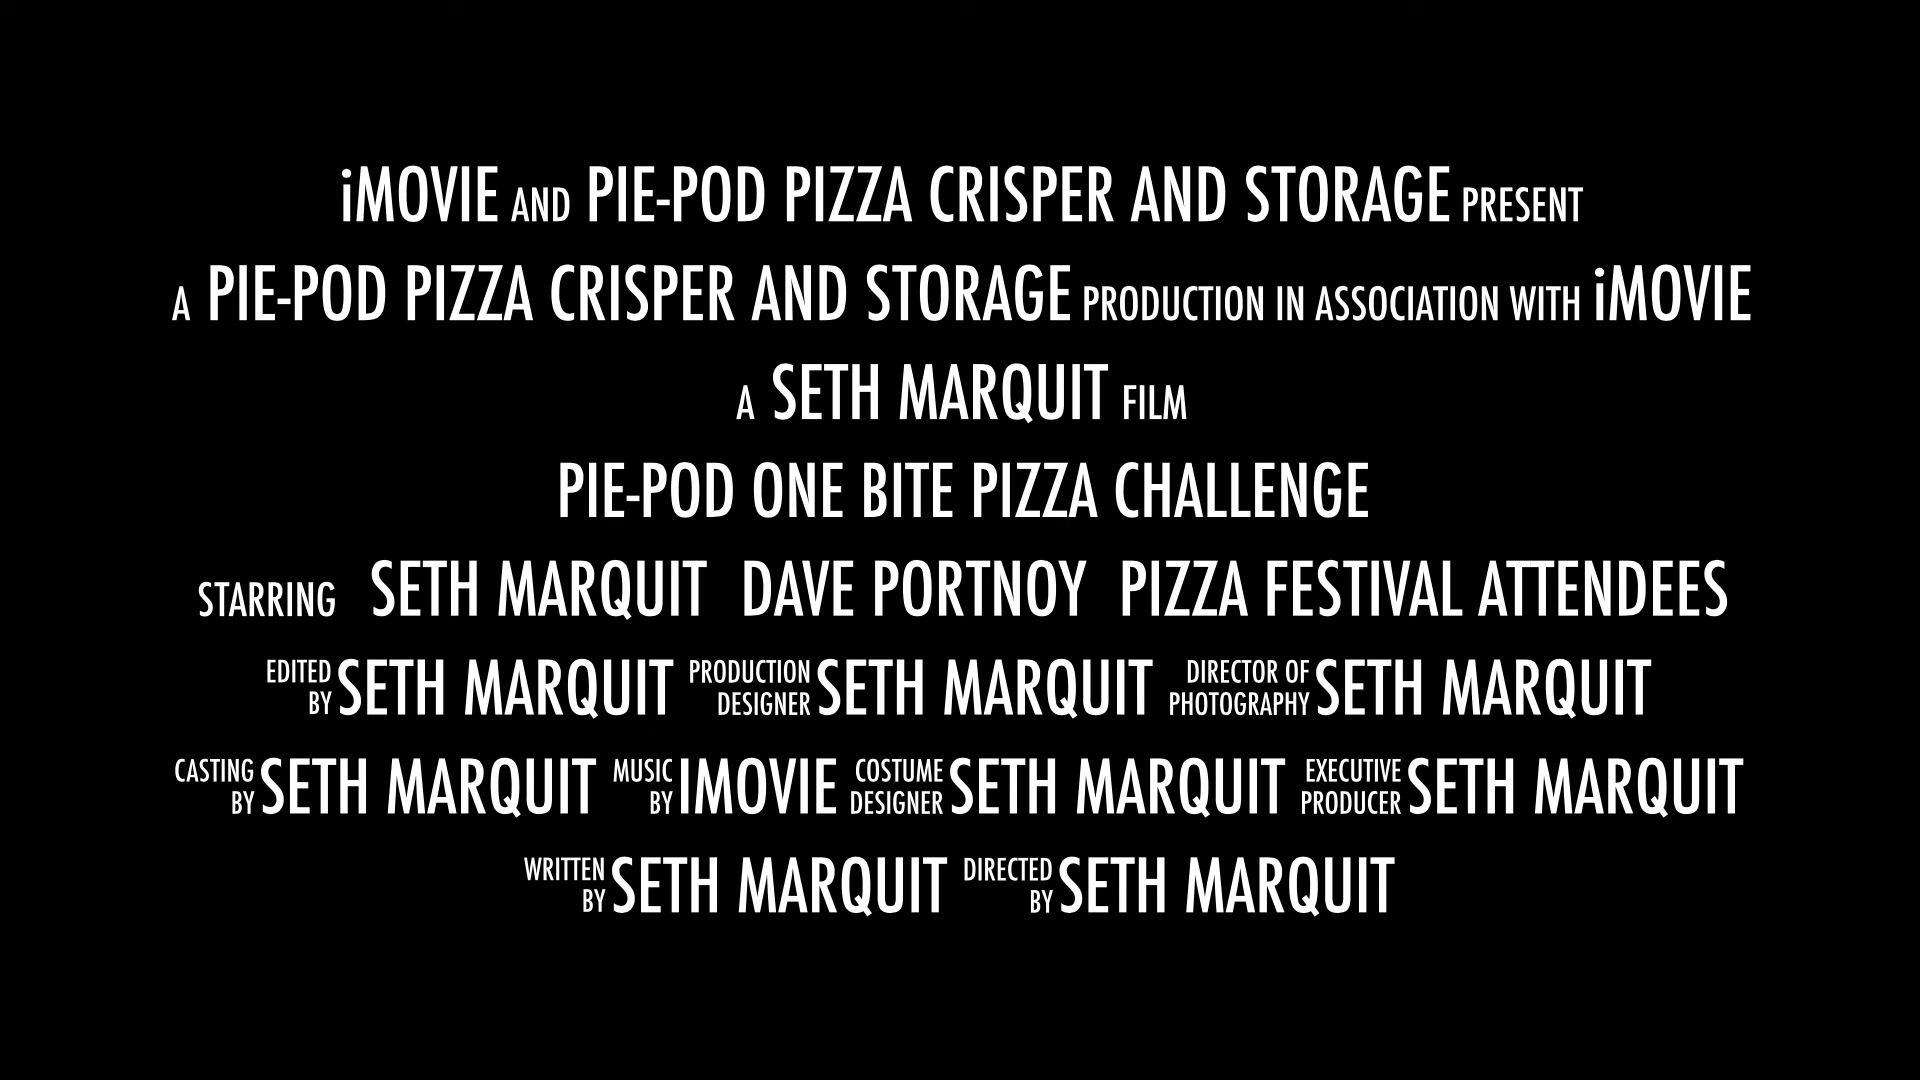 iMOVIE AND PIE-POD PIZZA CRISPER AND STORAGE PRESENT
A PIE-POD PIZZA CRISPER AND STORAGE PRODUCTION IN ASSOCIATION WITH iMOVIE
A SETH MARQUIT FILM
PIE-POD ONE BITE PIZZA CHALLENGE
STARRING SETH MARQUIT DAVE PORTNOY PIZZA FESTIVAL ATTENDEES
EDITED BY SETH MARQUIT PRODUCTION DESIGNER SETH MARQUIT DIRECTOR OF PHOTOGRAPHY SETH MARQUIT
CASTING BY SETH MARQUIT MUSIC BY IMOVIE COSTUME DESIGNER SETH MARQUIT EXECUTIVE PRODUCER SETH MARQUIT
WRITTEN BY SETH MARQUIT DIRECTED BY SETH MARQUIT